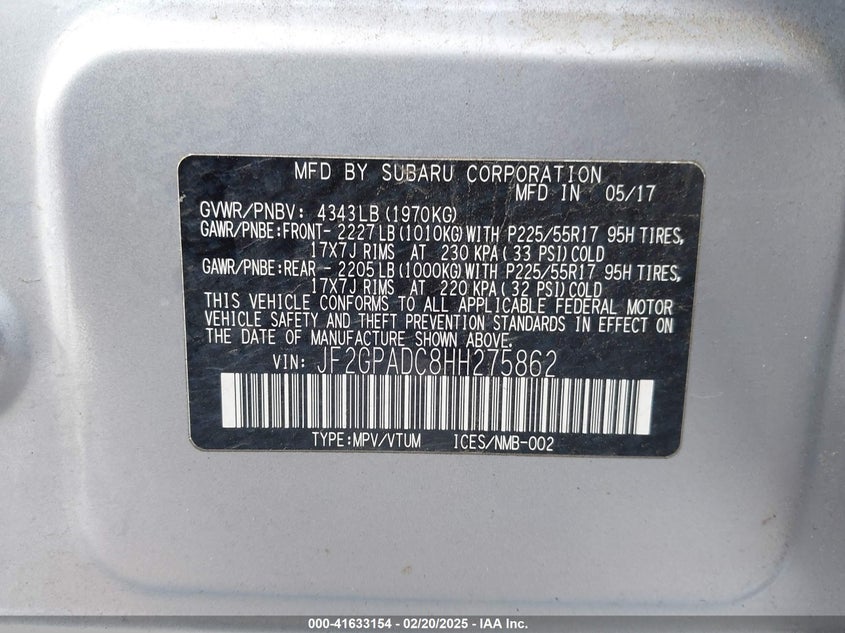 MFD BY SUBARU CORPORATION
MFD IN 05/17
GVWR/PNBV: 4343LB (1970KG)
GAWR/PNBE:FRONT- 2227LB (1010KG) WITH P225/55R17 95H TIRES,
17X7J RIMS AT 230 KPA ( 33 PSI) COLD
GAWR/PNBE:REAR - 2205LB (1000KG) WITH P225/55R17 95H TIRES,
17X7J RIMS AT 220 KPA ( 32 PSI) COLD
THIS VEHICLE CONFORMS TO ALL APPLICABLE FEDERAL MOTOR
VEHICLE SAFETY AND THEFT PREVENTION STANDARDS IN EFFECT ON
THE DATE OF MANUFACTURE SHOWN ABOVE.
VIN: JF2GPADC8HH275862
TYPE:MPV/VTUM ICES/NMB-002
000-41633154 - 02/20/2025 - IAA Inc.